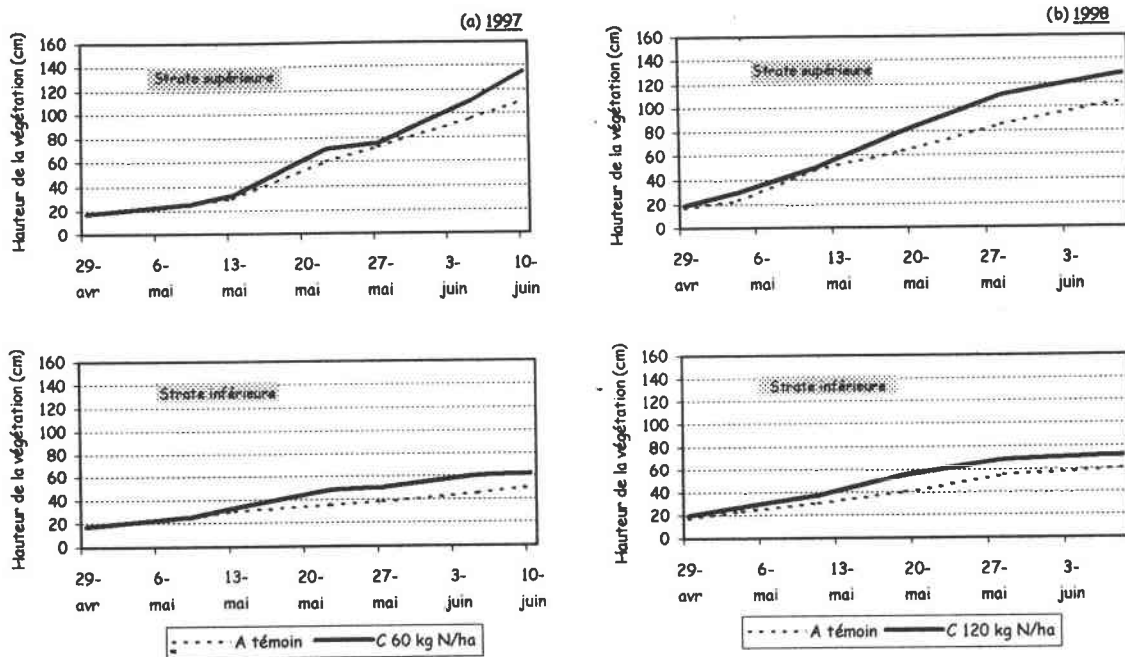 (a) 1997
Hauteur de la végétation (cm)
160
140
120
100
80
60
40
20
0
Strate supérieure
29-avr
6-mai
13-mai
20-mai
27-mai
3-juin
10-juin
(b) 1998
Hauteur de la végétation (cm)
160
140
120
100
80
60
40
20
0
Strate supérieure
29-avr
6-mai
13-mai
20-mai
27-mai
3-juin
Hauteur de la végétation (cm)
160
140
120
100
80
60
40
20
0
Strate inférieure
29-avr
6-mai
13-mai
20-mai
27-mai
3-juin
10-juin
A témoin C 60 kg N/ha
Hauteur de la végétation (cm)
160
140
120
100
80
60
40
20
0
Strate inférieure
29-avr
6-mai
13-mai
20-mai
27-mai
3-juin
A témoin C 120 kg N/ha